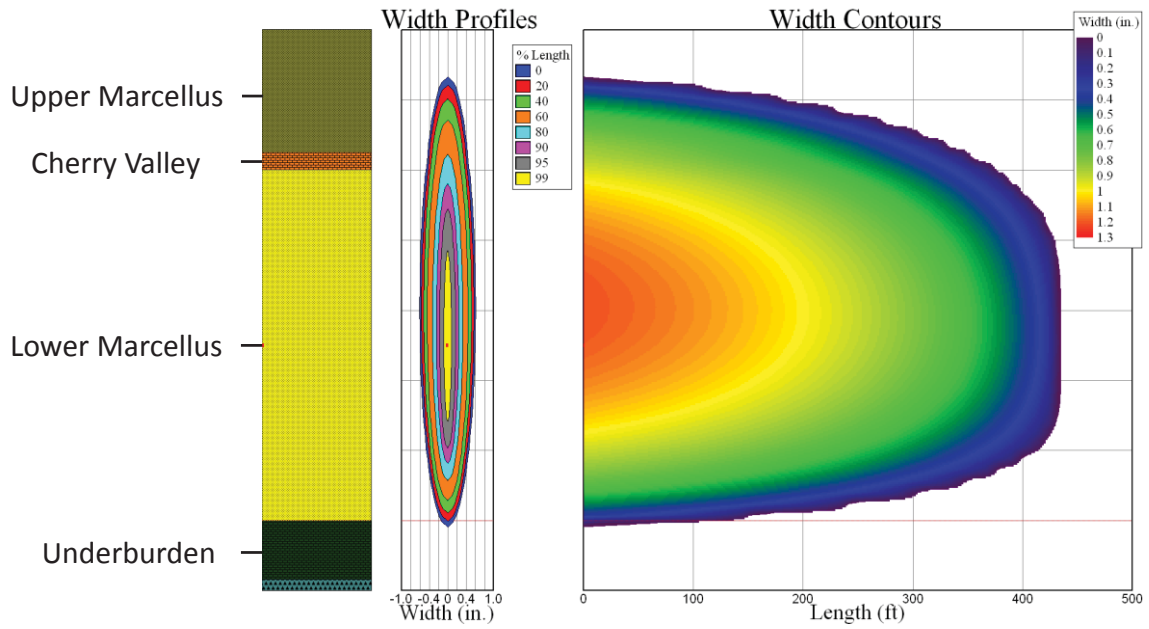 Width Profiles
Width Contours
Upper Marcellus
Cherry Valley
Lower Marcellus
Underburden
% Length
0
20
40
60
80
90
95
99
Width (in.)
0
0.1
0.2
0.3
0.4
0.5
0.6
0.7
0.8
0.9
1
1.1
1.2
1.3
-1.0 -0.4 0 0.4 1.0
Width (in.)
0 100 200 300 400 500
Length (ft)